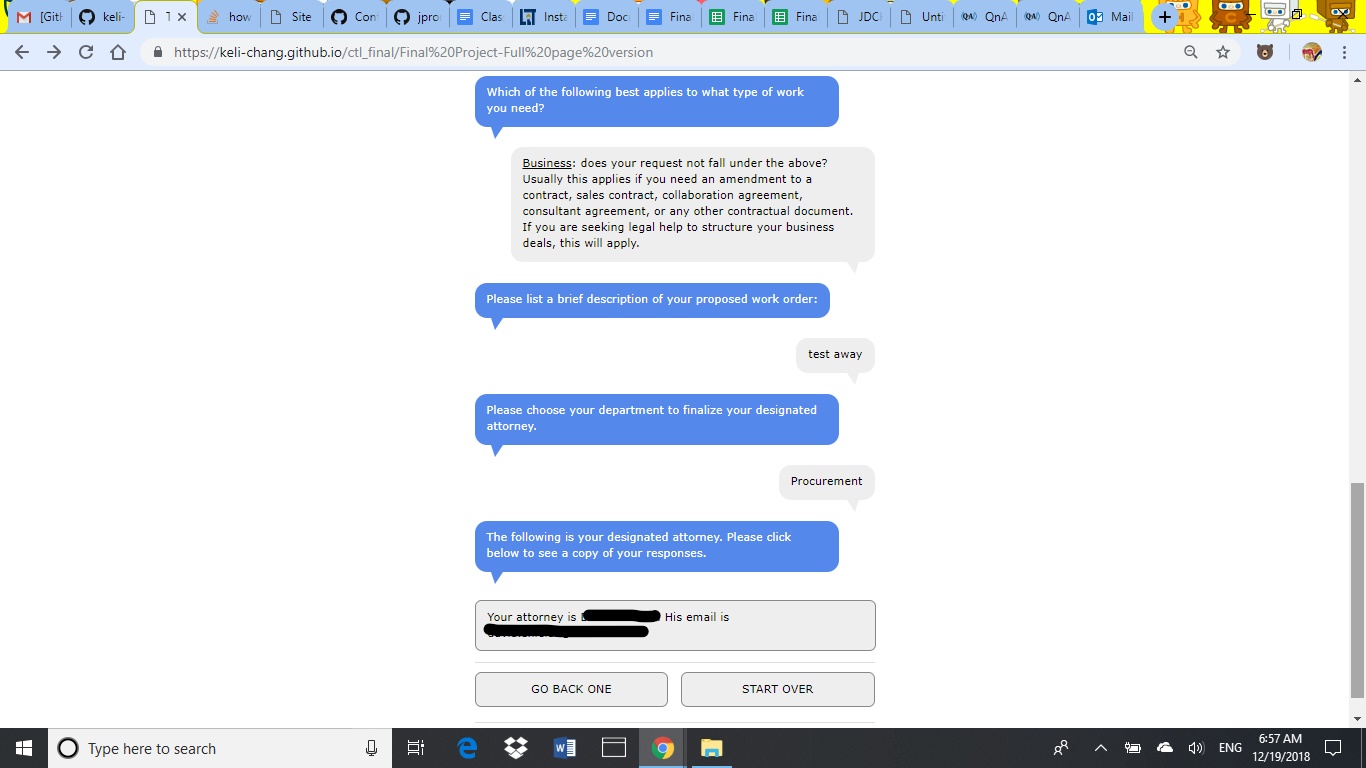 [Gith
keli-
T
how
Site
Con
jpro
Clas
Inst
Doc
Fina
Fina
Fina
JDCI
Unti
QnA
QnA
Mail
https://keli-chang.github.io/ctl_final/Final%20Project-Full%20page%20version
Which of the following best applies to what type of work
you need?
Business: does your request not fall under the above?
Usually this applies if you need an amendment to a
contract, sales contract, collaboration agreement,
consultant agreement, or any other contractual document.
If you are seeking legal help to structure your business
deals, this will apply.
Please list a brief description of your proposed work order:
test away
Please choose your department to finalize your designated
attorney.
Procurement
The following is your designated attorney. Please click
below to see a copy of your responses.
Your attorney is His email is
GO BACK ONE
START OVER
Type here to search
ENG
6:57 AM
12/19/2018